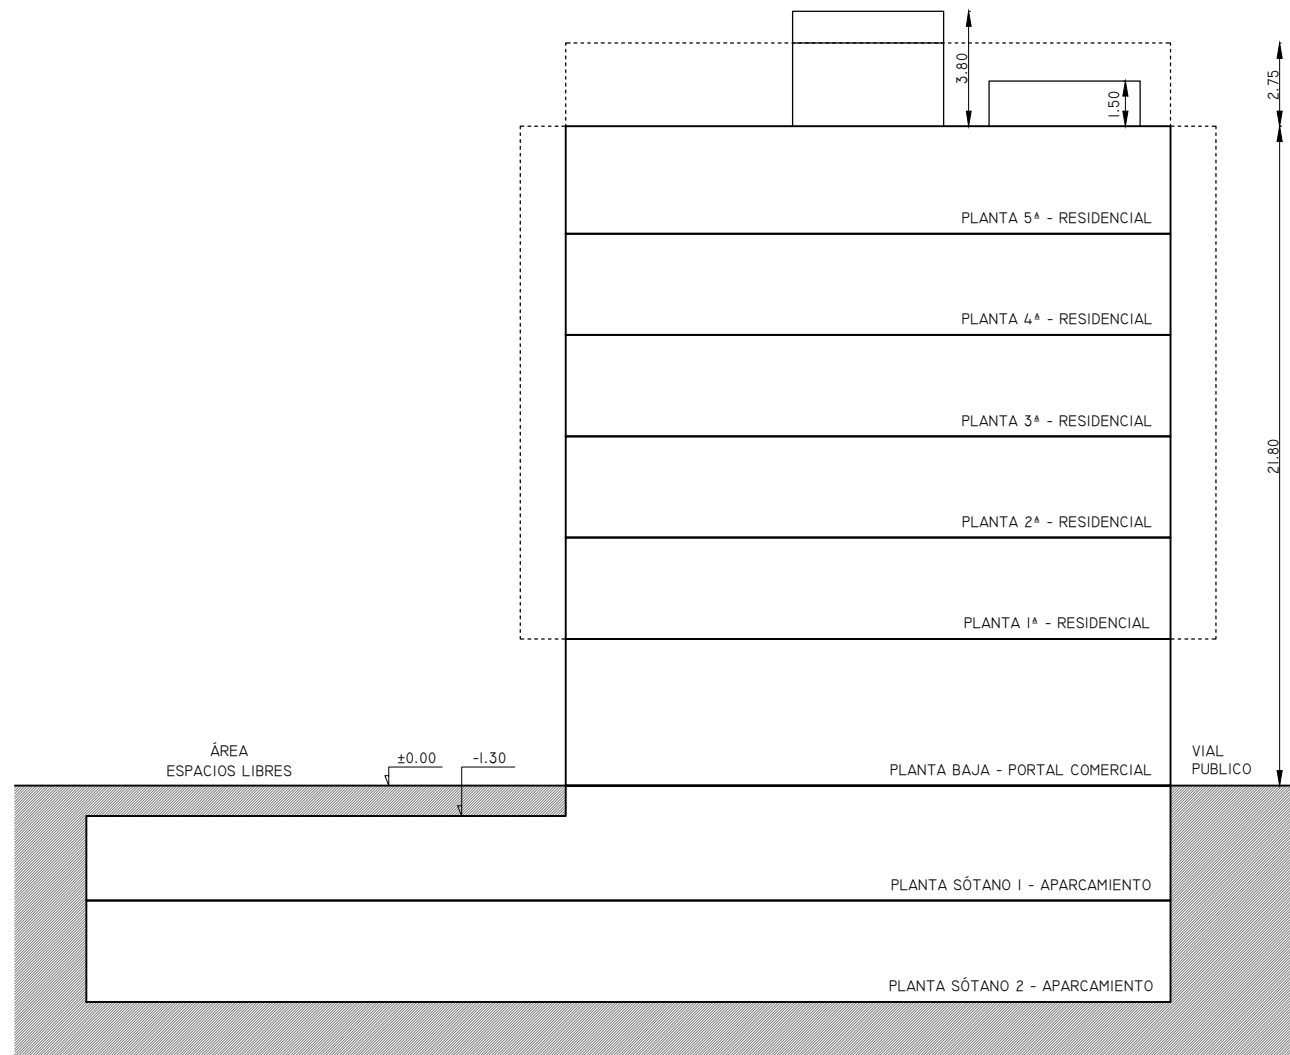 3.80
2.75
1.50
PLANTA 5ª - RESIDENCIAL
PLANTA 4ª - RESIDENCIAL
PLANTA 3ª - RESIDENCIAL
21.80
PLANTA 2ª - RESIDENCIAL
PLANTA 1ª - RESIDENCIAL
ÁREA
ESPACIOS LIBRES
±0.00
-1.30
PLANTA BAJA - PORTAL COMERCIAL
VIAL
PUBLICO
PLANTA SÓTANO 1 - APARCAMIENTO
PLANTA SÓTANO 2 - APARCAMIENTO